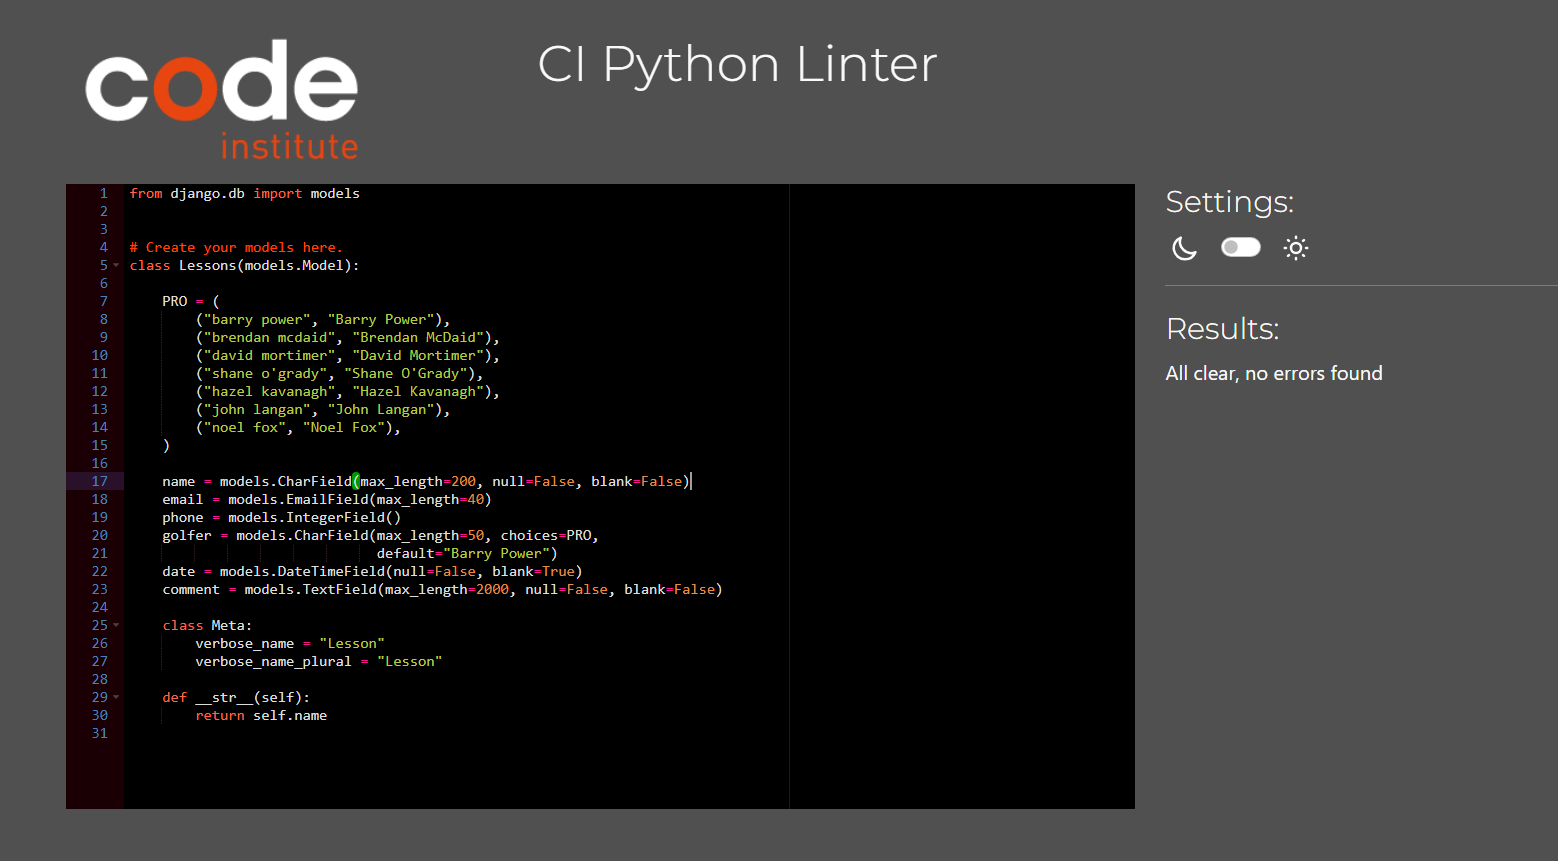 code
institute
CI Python Linter
1 from django.db import models
2
3
4 # Create your models here.
5 class Lessons(models.Model):
6
7     PRO = (
8         ("barry power", "Barry Power"),
9         ("brendan mcdaid", "Brendan McDaid"),
10         ("david mortimer", "David Mortimer"),
11         ("shane o'grady", "Shane O'Grady"),
12         ("hazel kavanagh", "Hazel Kavanagh"),
13         ("john langan", "John Langan"),
14         ("noel fox", "Noel Fox"),
15     )
16
17     name = models.CharField(max_length=200, null=False, blank=False)
18     email = models.EmailField(max_length=40)
19     phone = models.IntegerField()
20     golfer = models.CharField(max_length=50, choices=PRO,
21                               default="Barry Power")
22     date = models.DateTimeField(null=False, blank=True)
23     comment = models.TextField(max_length=2000, null=False, blank=False)
24
25     class Meta:
26         verbose_name = "Lesson"
27         verbose_name_plural = "Lesson"
28
29     def __str__(self):
30         return self.name
31
Settings:
Results:
All clear, no errors found